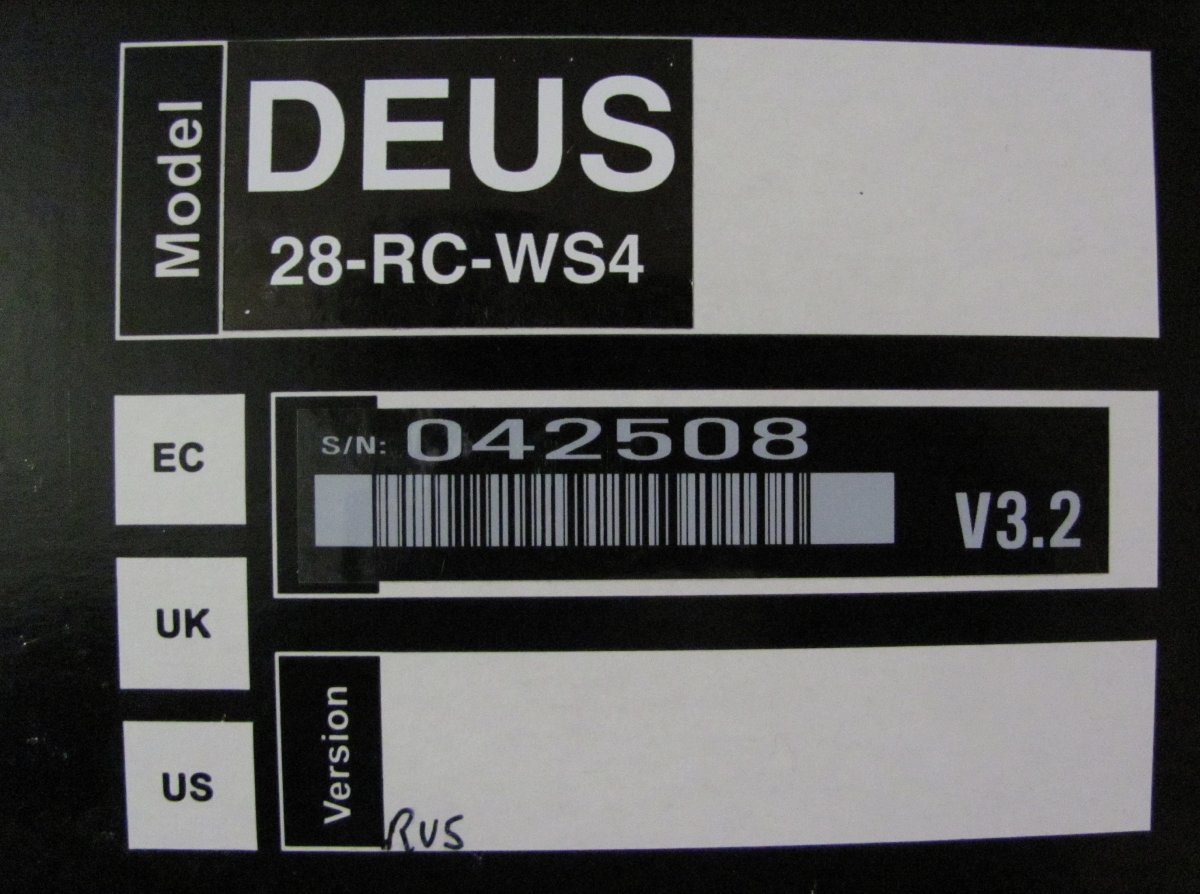 Model
DEUS
28-RC-WS4
EC
S/N: 042508
V3.2
UK
US
Version
RUS